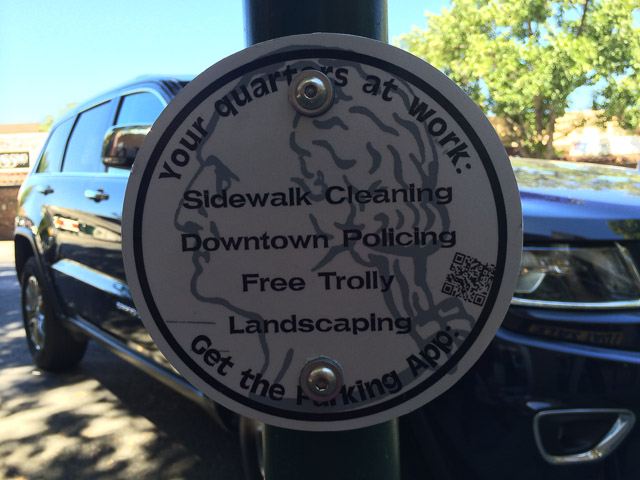 Your quarters at work:
Sidewalk Cleaning
Downtown Policing
Free Trolly
Landscaping
Get the Parking App: